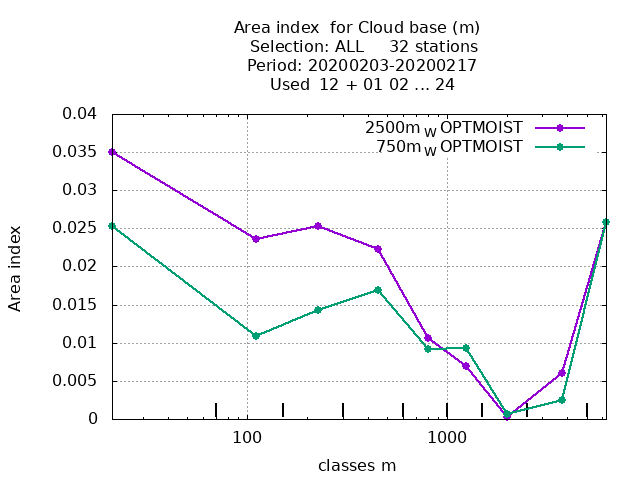 Area index  for Cloud base (m)
Selection: ALL     32 stations
Period: 20200203-20200217
Used  12 + 01 02 ... 24
2500m W OPTMOIST
750m W OPTMOIST
0.04
0.035
0.03
0.025
0.02
0.015
0.01
0.005
0
Area index
100
1000
classes m